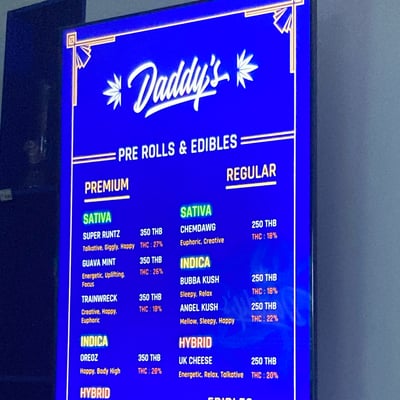 Daddy's
PRE ROLLS & EDIBLES
PREMIUM
SATIVA
SUPER RUNTZ 350 THB
Talkative, Giggly, Happy THC : 27%
GUAVA MINT 350 THB
Energetic, Uplifting, THC : 26%
Focus
TRAINWRECK 350 THB
Creative, Happy, THC : 19%
Euphoric
INDICA
OREOZ 350 THB
Happy, Body High THC : 28%
HYBRID
REGULAR
SATIVA
CHEMDAWG 250 THB
Euphoric, Creative THC : 18%
INDICA
BUBBA KUSH 250 THB
Sleepy, Relax THC : 16%
ANGEL KUSH 250 THB
Mellow, Sleepy, Happy THC : 22%
HYBRID
UK CHEESE 250 THB
Energetic, Relax, Talkative THC : 20%
EDIBLES